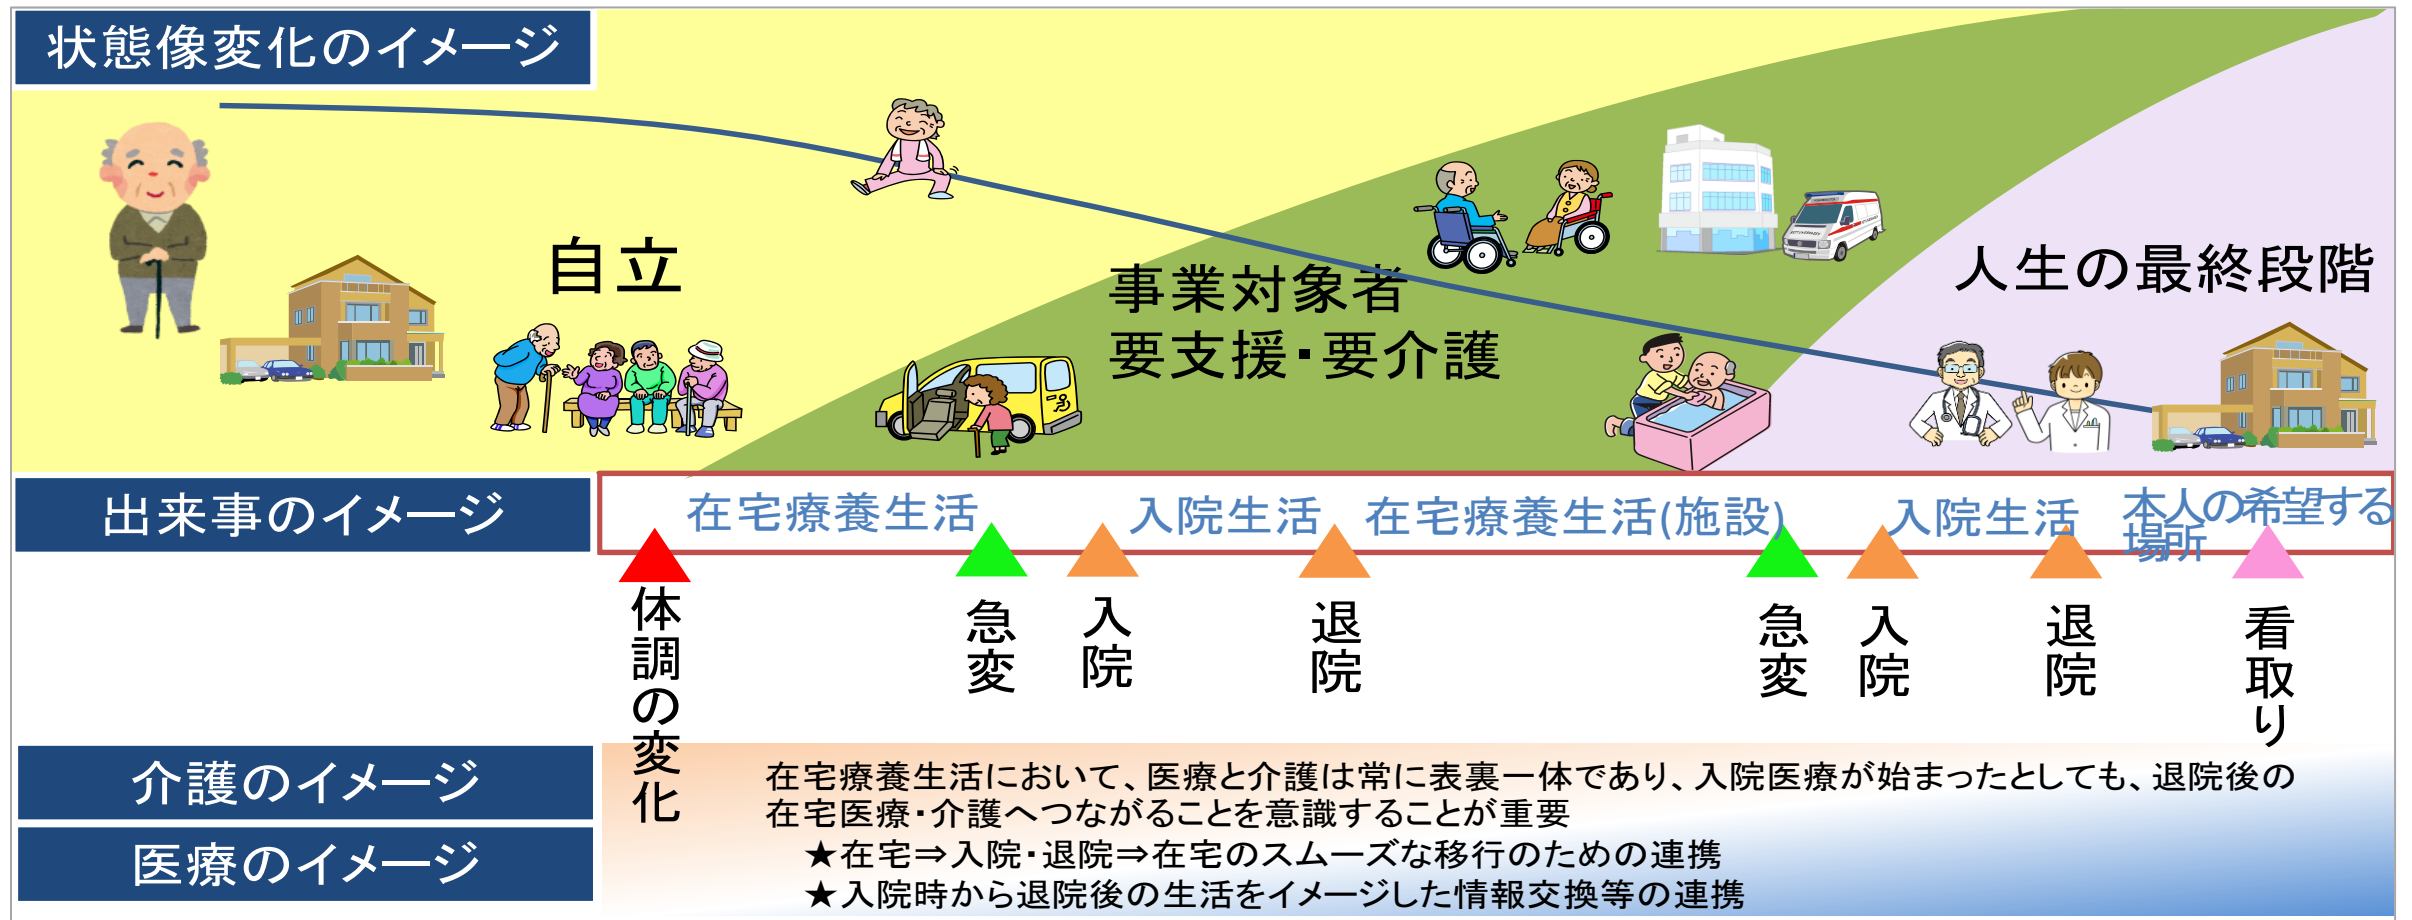 状態像変化のイメージ
自立
事業対象者
要支援・要介護
人生の最終段階
出来事のイメージ
在宅療養生活
入院生活
在宅療養生活(施設)
入院生活
本人の希望する
場所
体調の変化
急変
入院
退院
急変
入院
退院
看取り
介護のイメージ
医療のイメージ
在宅療養生活において、医療と介護は常に表裏一体であり、入院医療が始まったとしても、退院後の
在宅医療・介護へつながることを意識することが重要
★在宅⇒入院・退院⇒在宅のスムーズな移行のための連携
★入院時から退院後の生活をイメージした情報交換等の連携